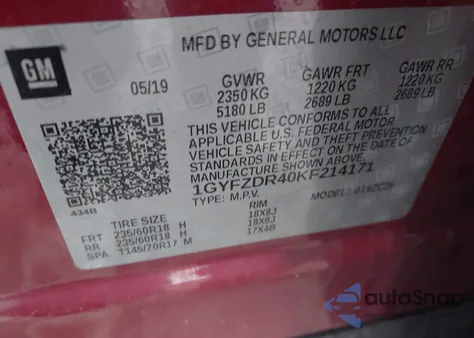 GM
MFD BY GENERAL MOTORS LLC
05/19
GVWR GAWR FRT GAWR RR
2350 KG 1220 KG 1220 KG
5180 LB 2689 LB 2689 LB
THIS VEHICLE CONFORMS TO ALL
APPLICABLE U.S. FEDERAL MOTOR
VEHICLE SAFETY AND THEFT PREVENTION
STANDARDS IN EFFECT ON THE DATE OF
MANUFACTURE SHOWN ABOVE.
1GYFZDR40KF214171
TYPE: M.P.V. MODEL:
434B
TIRE SIZE RIM
FRT 235/60R18 H 18X8J
RR 235/60R18 H 18X8J
SPA T145/70R17 M 17X4B
autoSnap